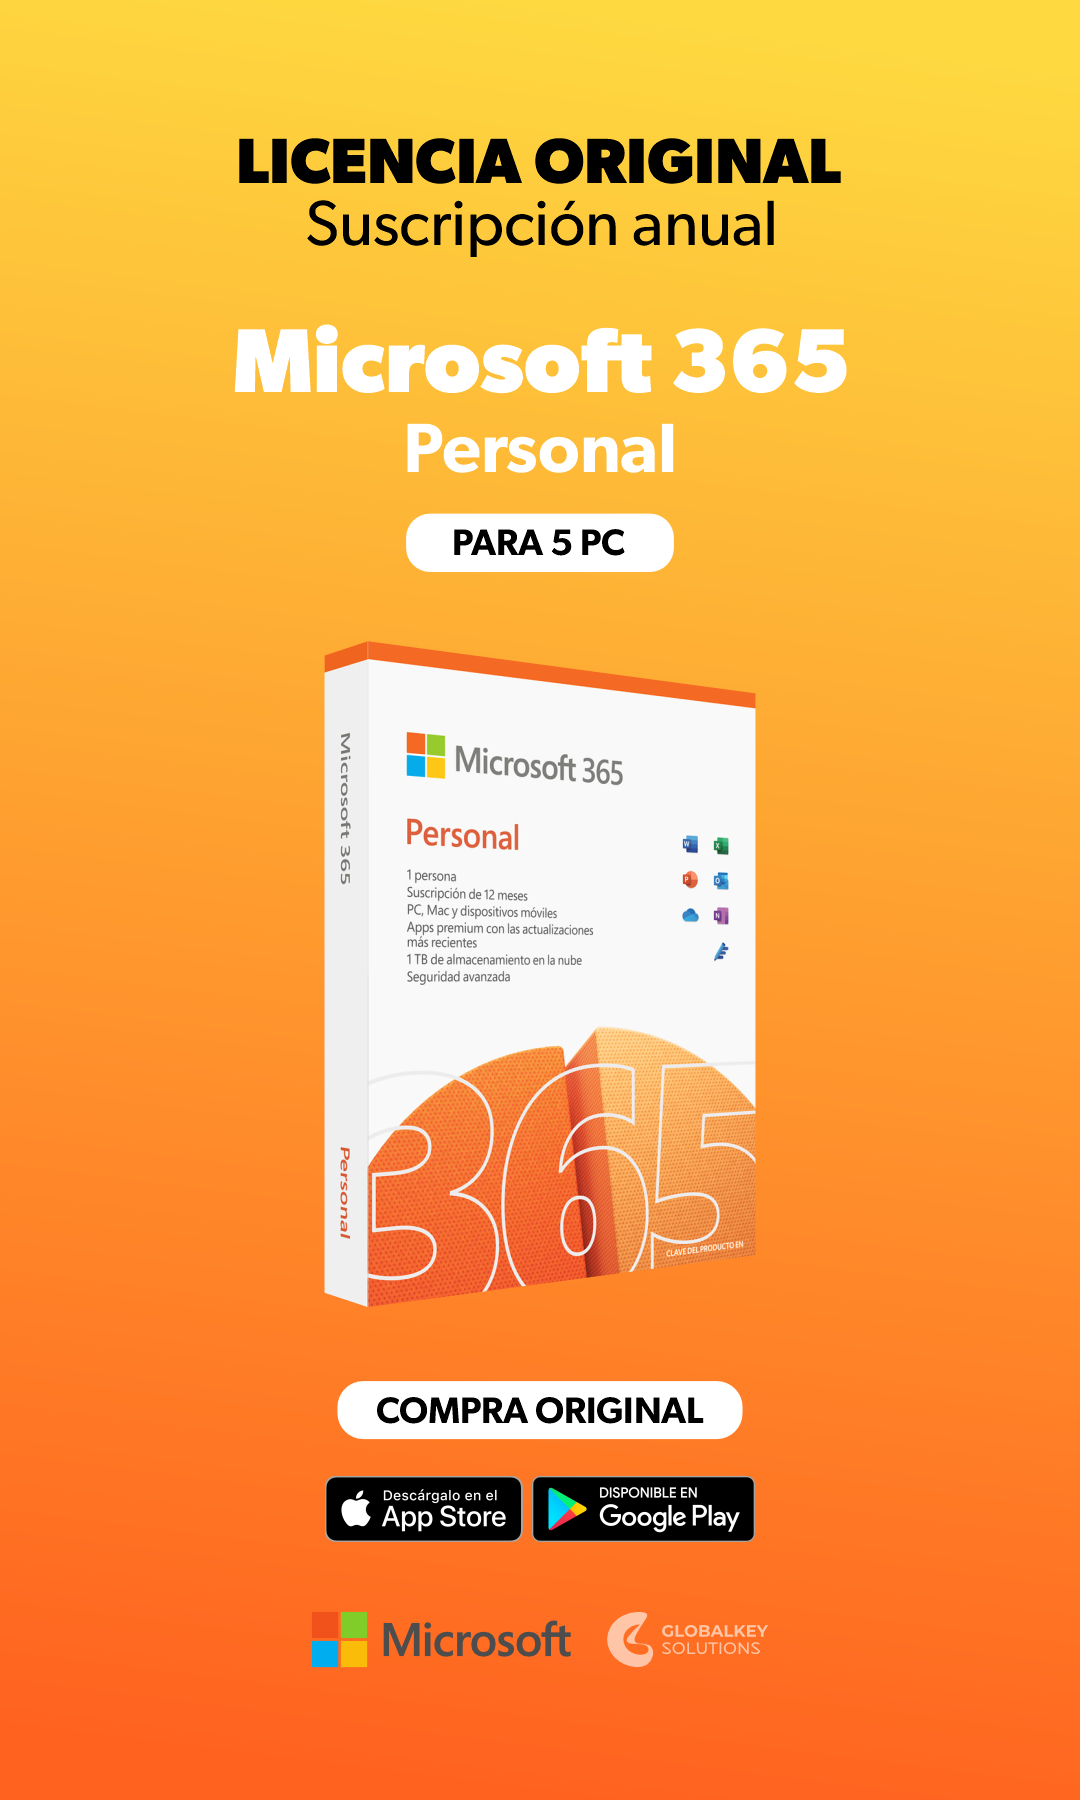 LICENCIA ORIGINAL
Suscripción anual
Microsoft 365
Personal
PARA 5 PC
Microsoft 365
Personal
Microsoft 365
Personal
1 persona
Suscripción de 12 meses
PC, Mac y dispositivos móviles
Apps premium con las actualizaciones
más recientes
1 TB de almacenamiento en la nube
Seguridad avanzada
W
X
P
O
N
365
CLAVE DEL PRODUCTO EN
COMPRA ORIGINAL
Descárgalo en el
App Store
DISPONIBLE EN
Google Play
Microsoft
GLOBALKEY
SOLUTIONS